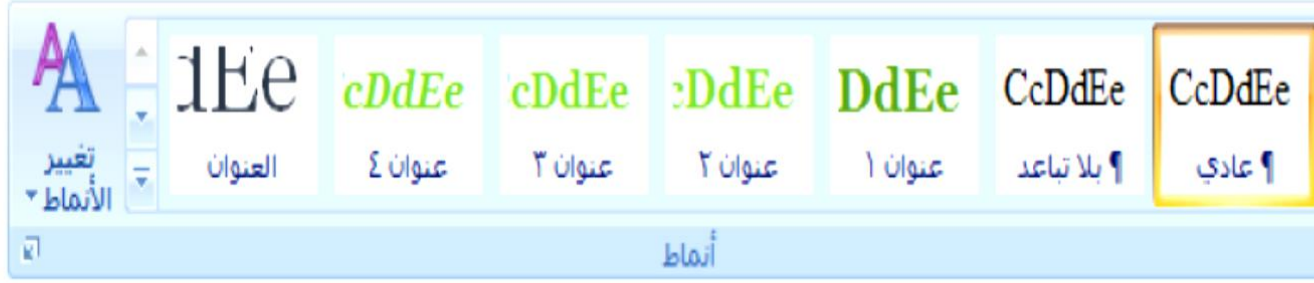 CcDdEe
¶ عادي
CcDdEe
¶ بلا تباعد
DdEe
عنوان ١
DdEe
عنوان ٢
cDdEe
عنوان ٣
cDdEe
عنوان ٤
dEe
العنوان
تغيير
الأنماط
أنماط